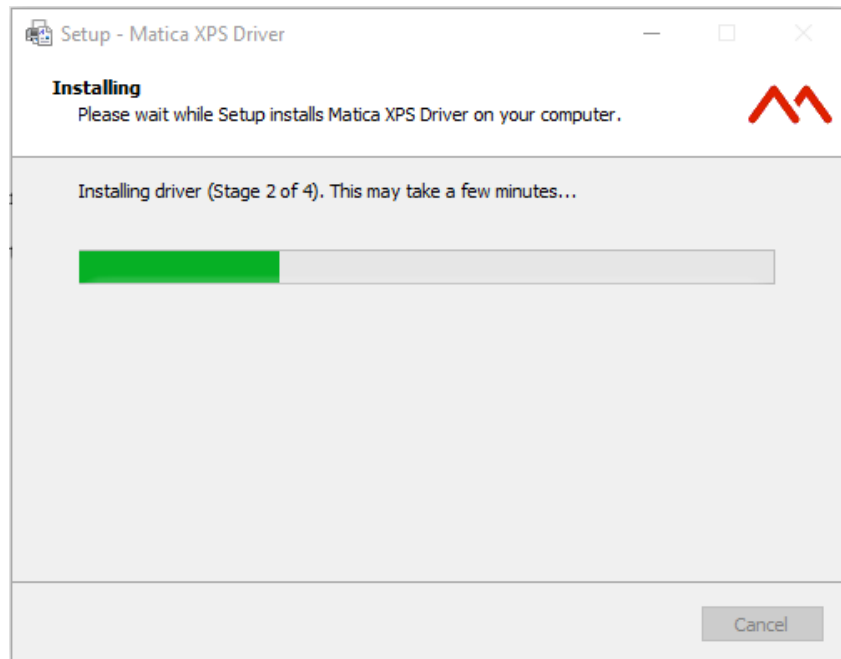 Setup - Matica XPS Driver
Installing
Please wait while Setup installs Matica XPS Driver on your computer.
Installing driver (Stage 2 of 4). This may take a few minutes...
Cancel